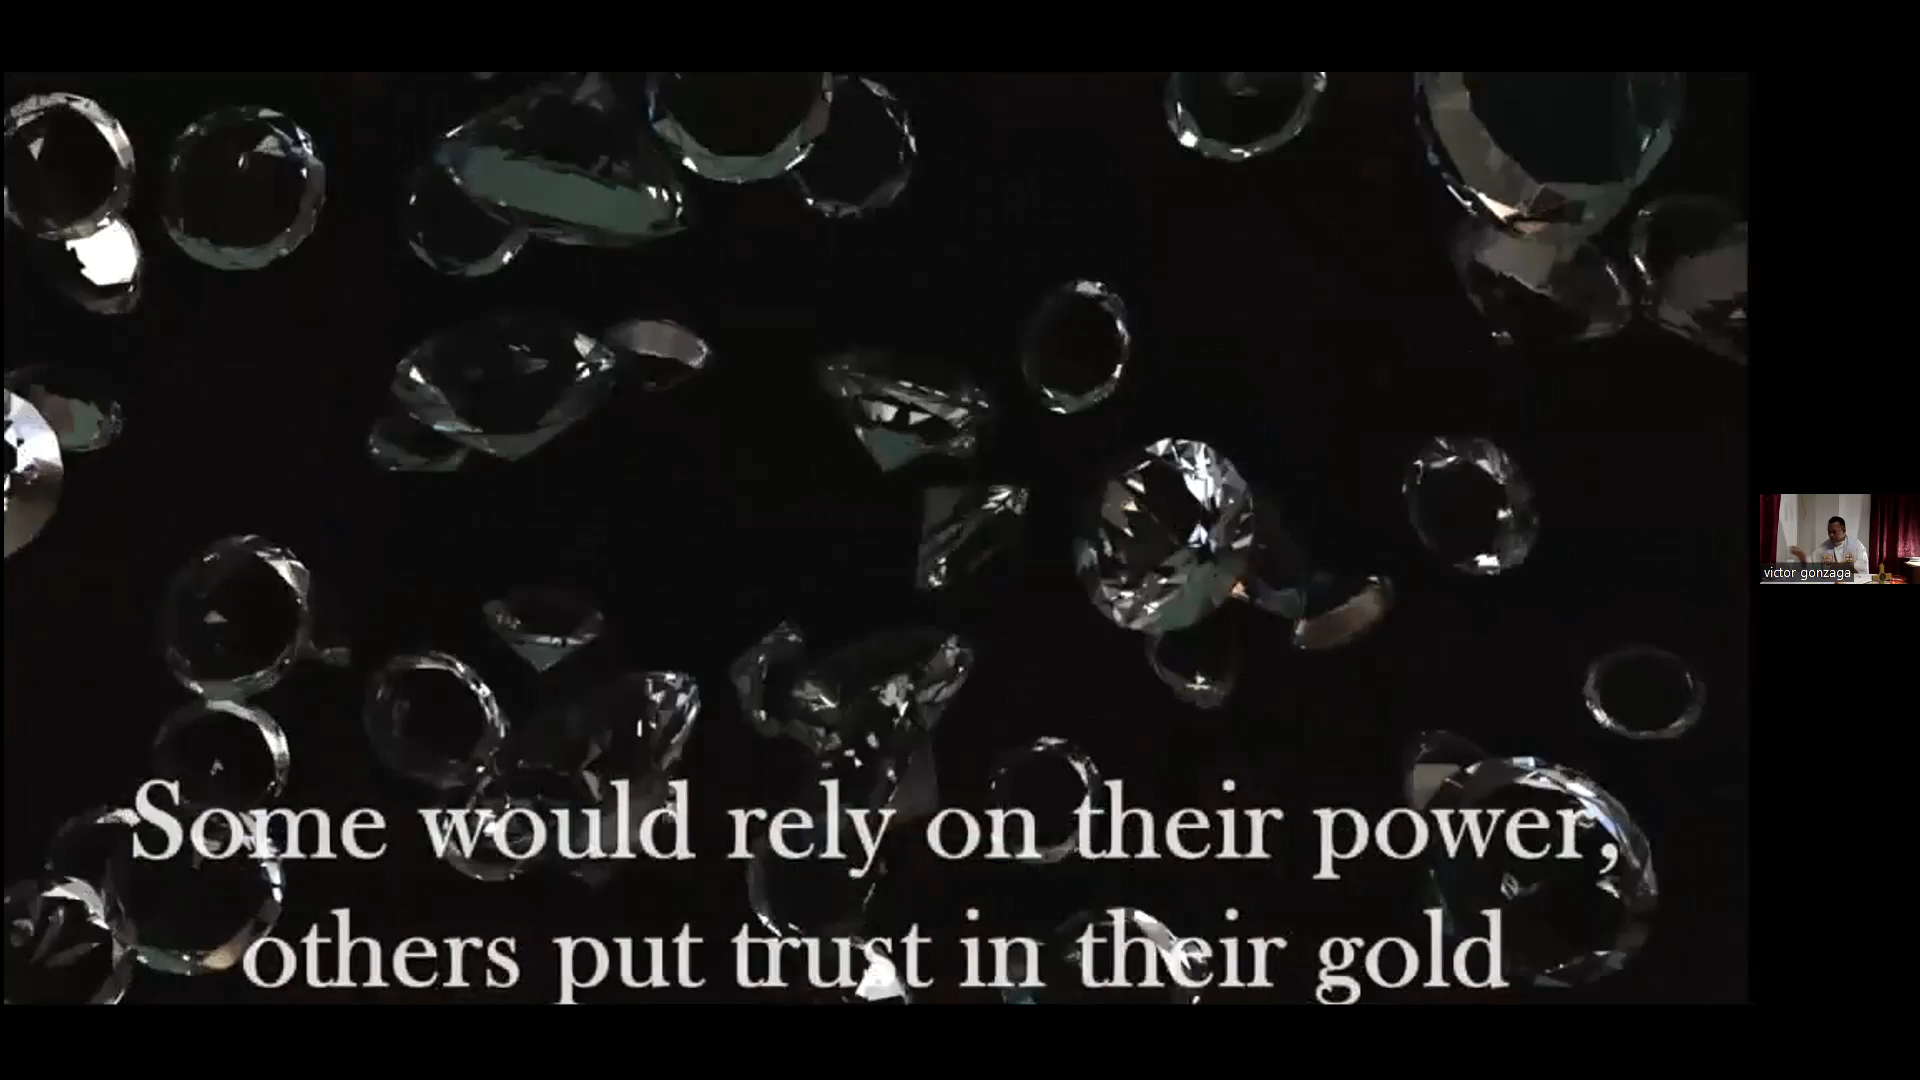 Some would rely on their power,
others put trust in their gold
victor gonzaga